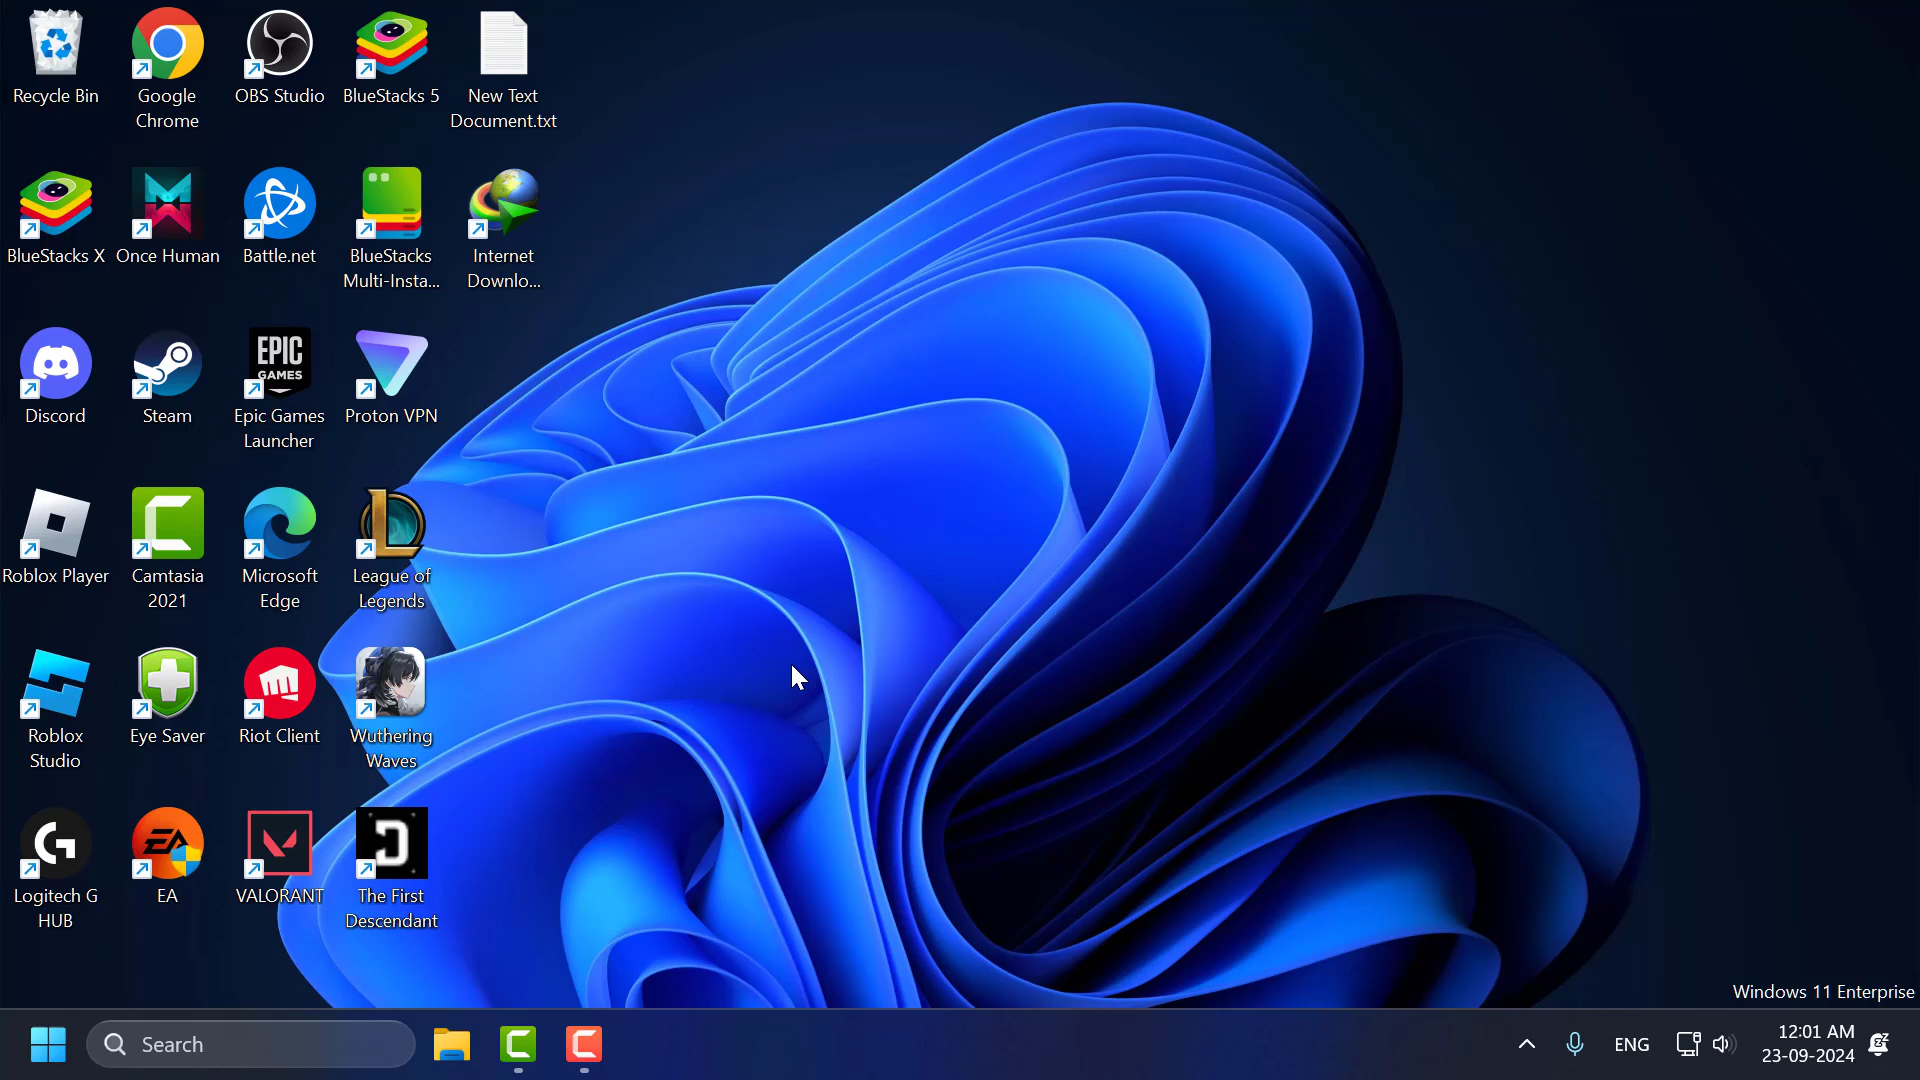 Recycle Bin
Google
Chrome
OBS Studio
BlueStacks 5
New Text
Document.txt
BlueStacks X
Once Human
Battle.net
BlueStacks
Multi-Insta...
Internet
Downlo...
Discord
Steam
EPIC
GAMES
Epic Games
Launcher
Proton VPN
Roblox Player
Camtasia
2021
Microsoft
Edge
League of
Legends
Roblox
Studio
Eye Saver
Riot Client
Wuthering
Waves
Logitech G
HUB
EA
EA
VALORANT
The First
Descendant
Windows 11 Enterprise
Search
ENG
12:01 AM
23-09-2024